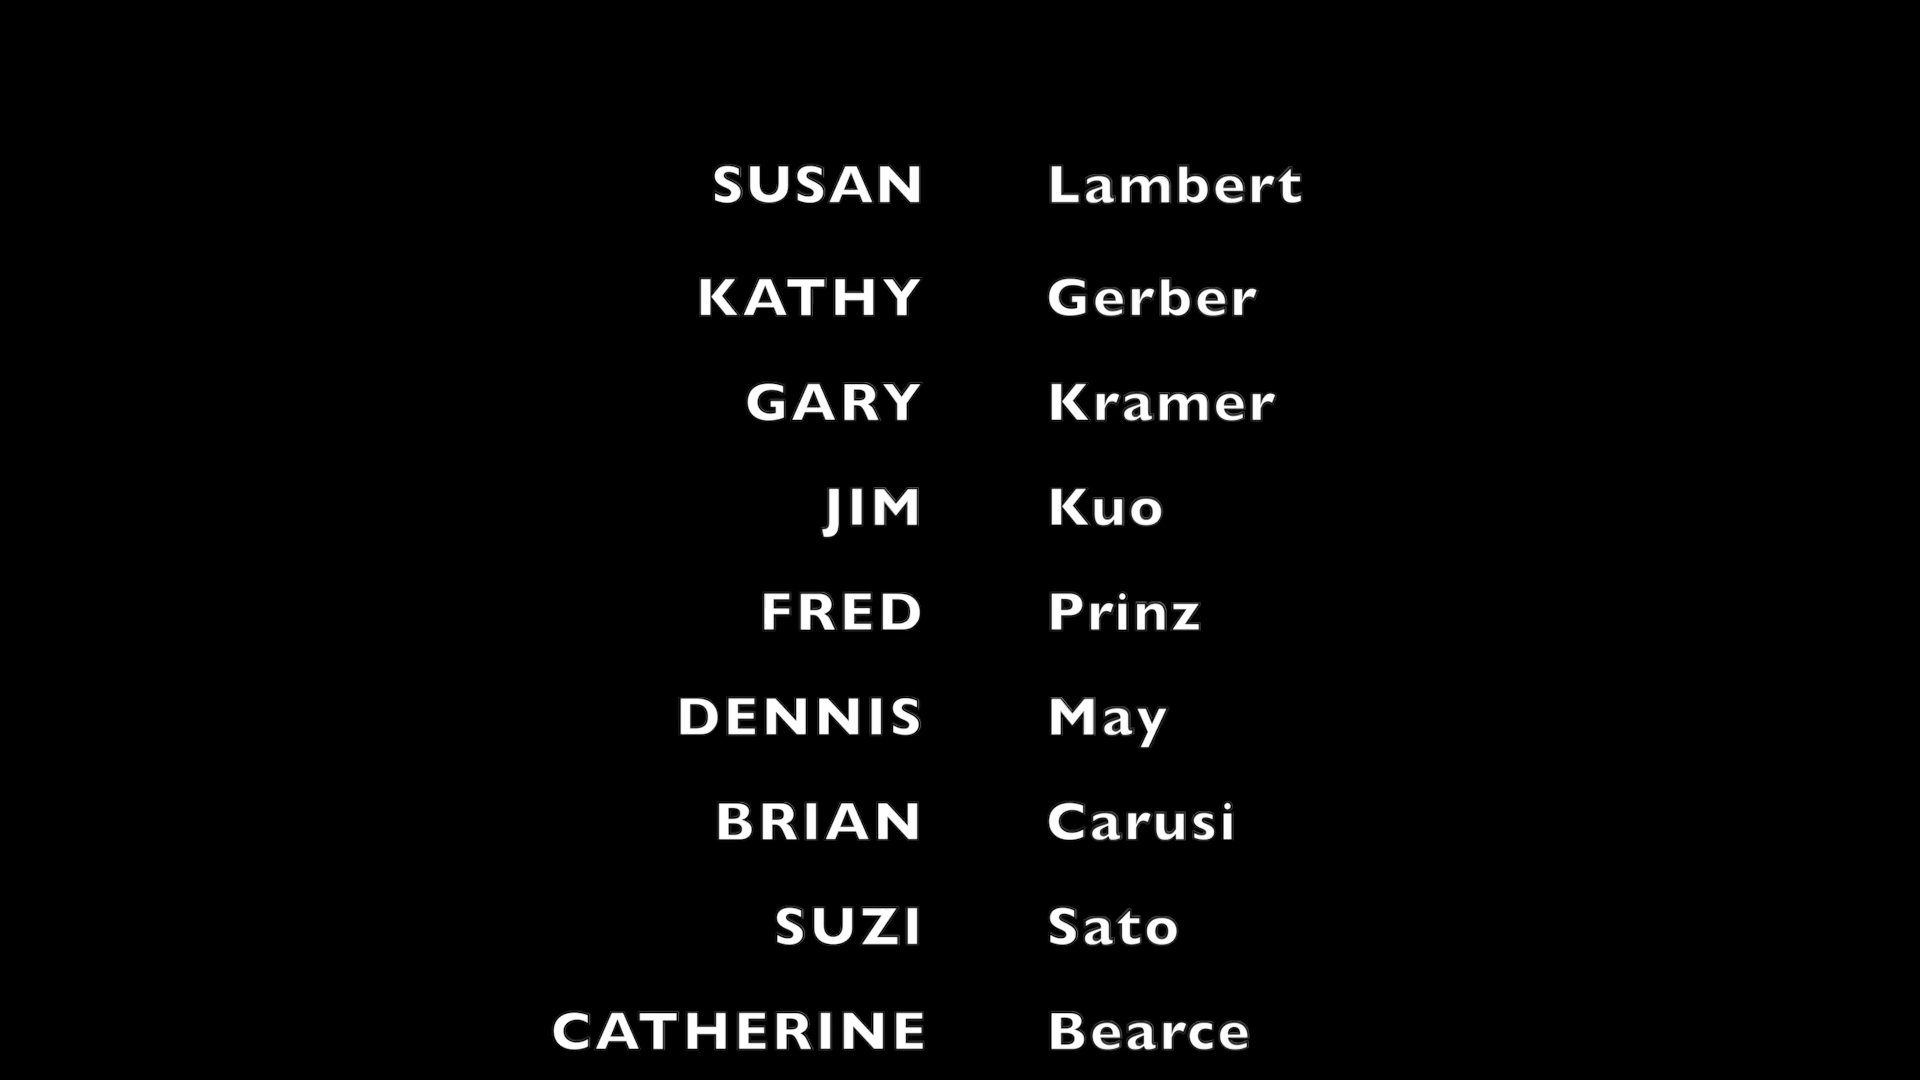 SUSAN Lambert
KATHY Gerber
GARY Kramer
JIM Kuo
FRED Prinz
DENNIS May
BRIAN Carusi
SUZI Sato
CATHERINE Bearce